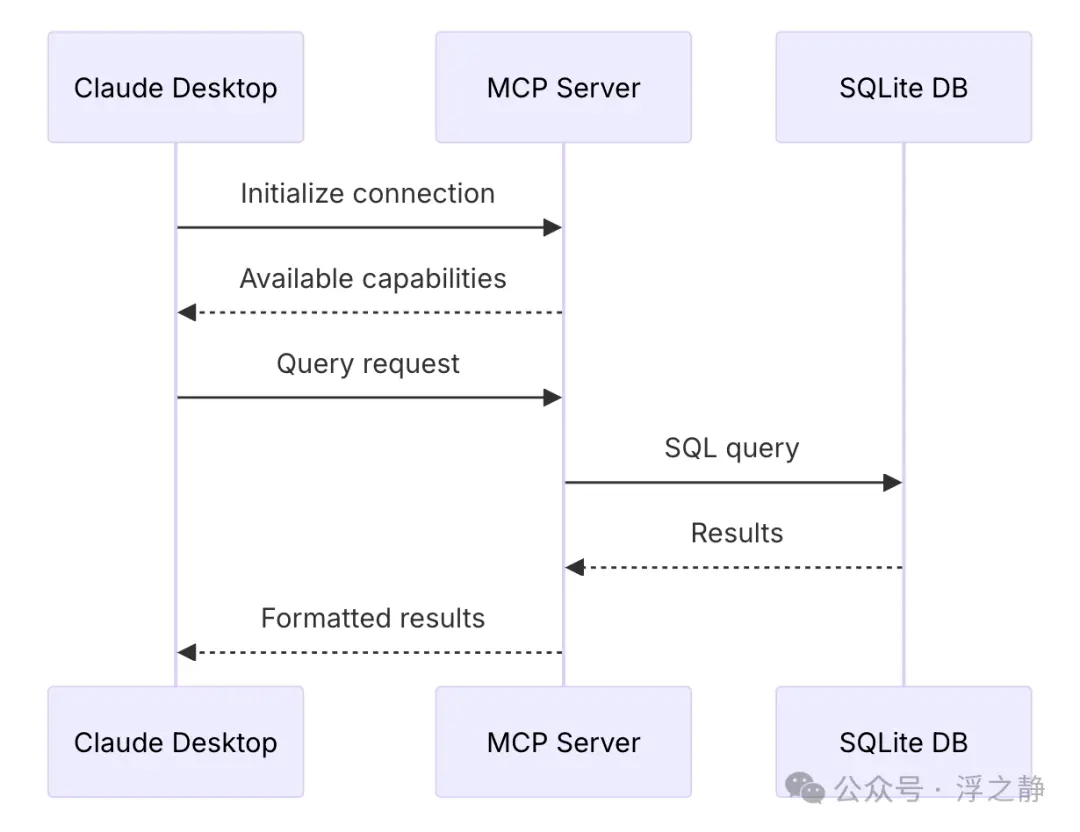 Claude Desktop
MCP Server
SQLite DB
Initialize connection
Available capabilities
Query request
SQL query
Results
Formatted results
Claude Desktop
MCP Server
SQLite DB
公众号 · 浮之静